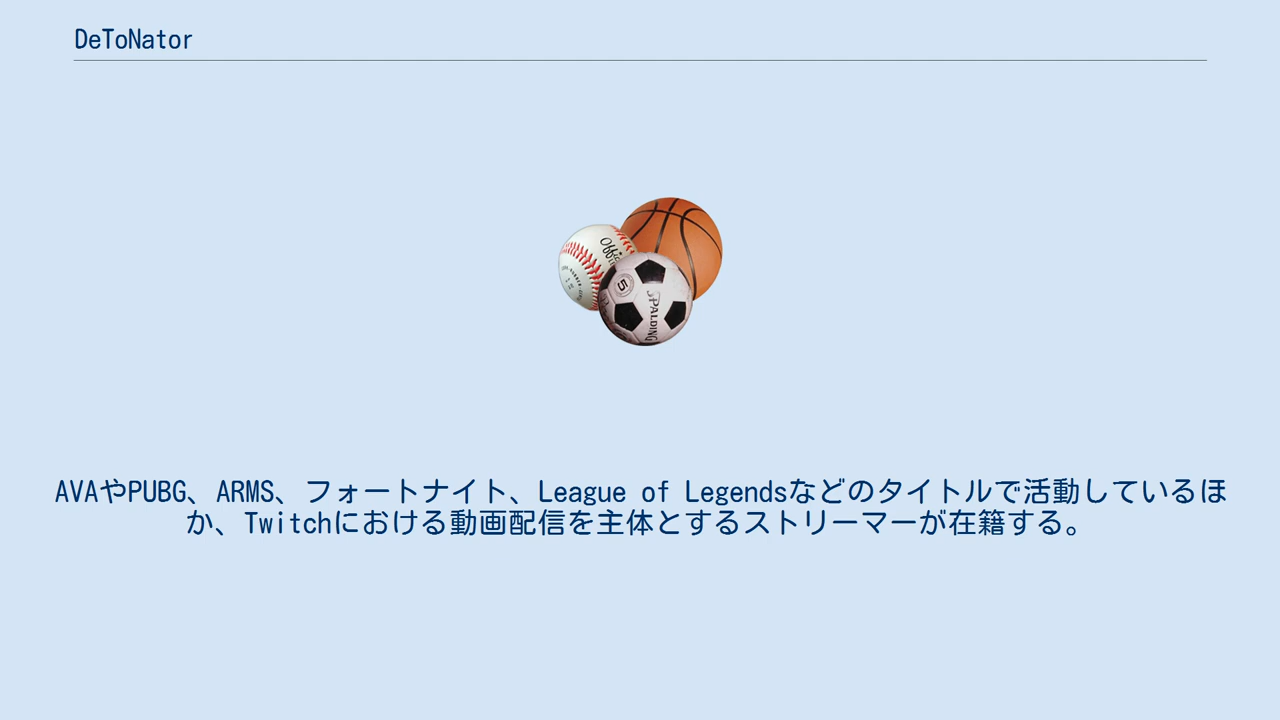 DeToNator
Offici
5
SPALDING
AVAやPUBG、ARMS、フォートナイト、League of Legendsなどのタイトルで活動しているほ
か、Twitchにおける動画配信を主体とするストリーマーが在籍する。